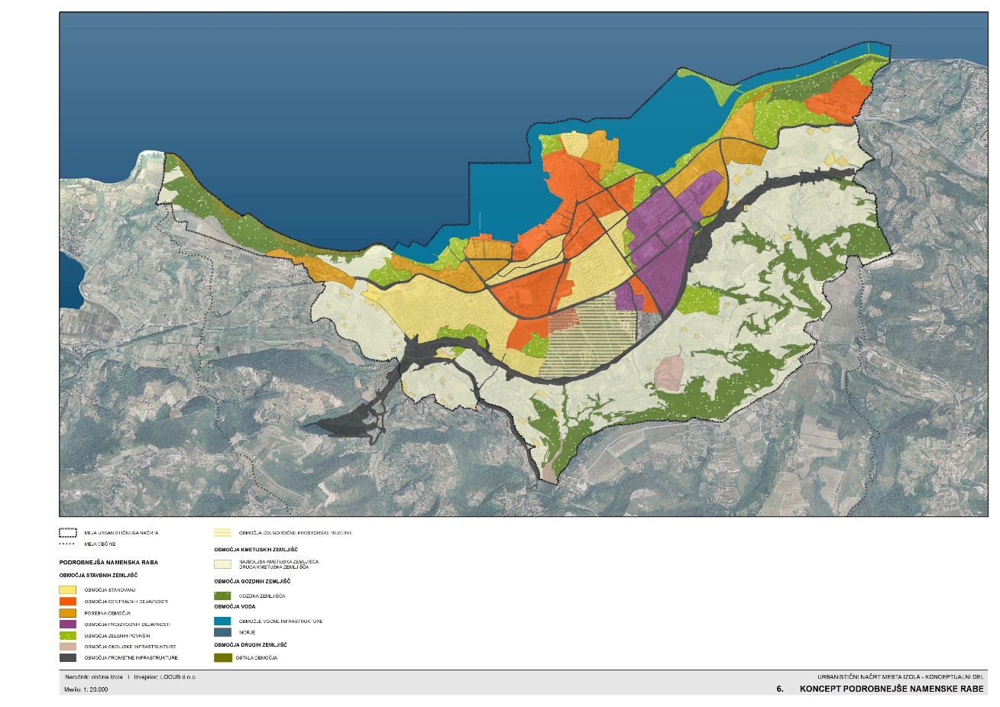 MEJA URBANISTIČNEGA NAČRTA
MEJA OBČINE
PODROBNEJŠA NAMENSKA RABA
OBMOČJA STAVBNIH ZEMLJIŠČ
OBMOČJA STANOVANJ
OBMOČJA CENTRALNIH DEJAVNOSTI
POSEBNA OBMOČJA
OBMOČJA PROIZVODNIH DEJAVNOSTI
OBMOČJA ZELENIH POVRŠIN
OBMOČJA OKOLJSKE INFRASTRUKTURE
OBMOČJA PROMETNE INFRASTRUKTURE
OBMOČJA DOLGOROČNE PROSTORSKE REZERVE
OBMOČJA KMETIJSKIH ZEMLJIŠČ
NAJBOLJŠA KMETIJSKA ZEMLJIŠČA
DRUGA KMETIJSKA ZEMLJIŠČA
OBMOČJA GOZDNIH ZEMLJIŠČ
GOZDNA ZEMLJIŠČA
OBMOČJA VODA
OBMOČJE VODNE INFRASTRUKTURE
MORJE
OBMOČJA DRUGIH ZEMLJIŠČ
OSTALA OBMOČJA
Naročnik: občina Izola I Izvajalec: LOCUS d.o.o.
Merilo: 1: 20.000
URBANISTIČNI NAČRT MESTA IZOLA - KONCEPTUALNI DEL
6. KONCEPT PODROBNEJŠE NAMENSKE RABE